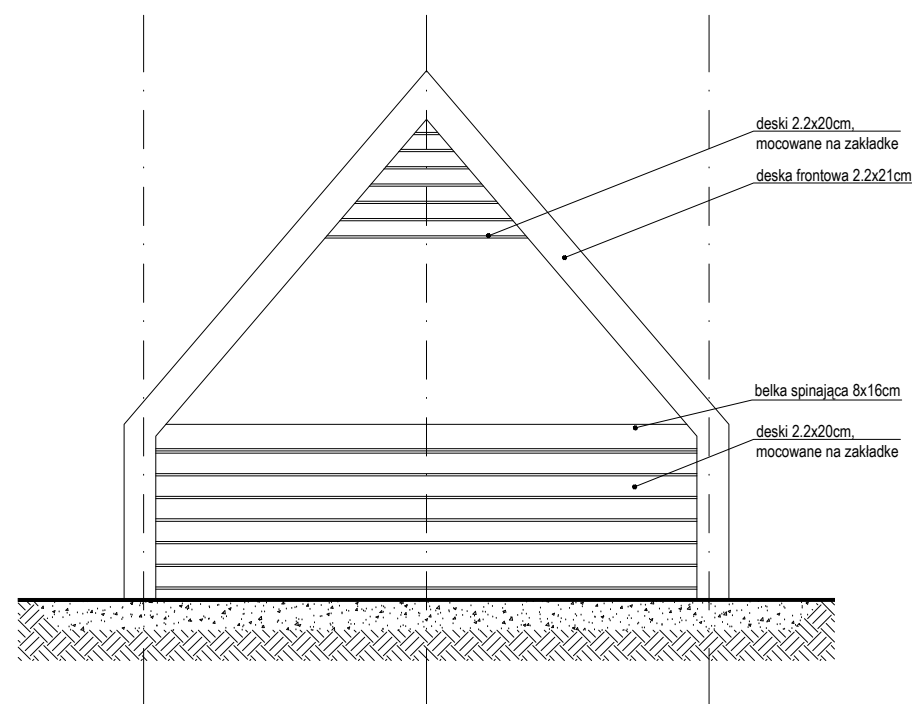 deski 2.2x20cm,
mocowane na zakładke
deska frontowa 2.2x21cm
belka spinająca 8x16cm
deski 2.2x20cm,
mocowane na zakładke